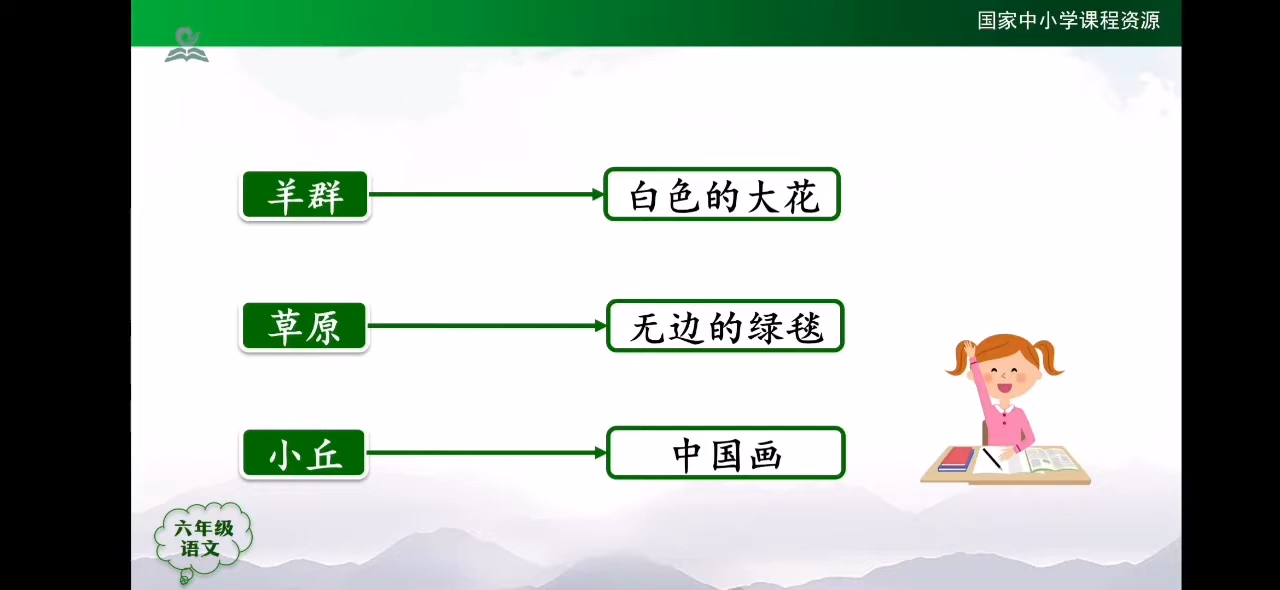 国家中小学课程资源
羊群 白色的大花
草原 无边的绿毯
小丘 中国画
六年级
语文